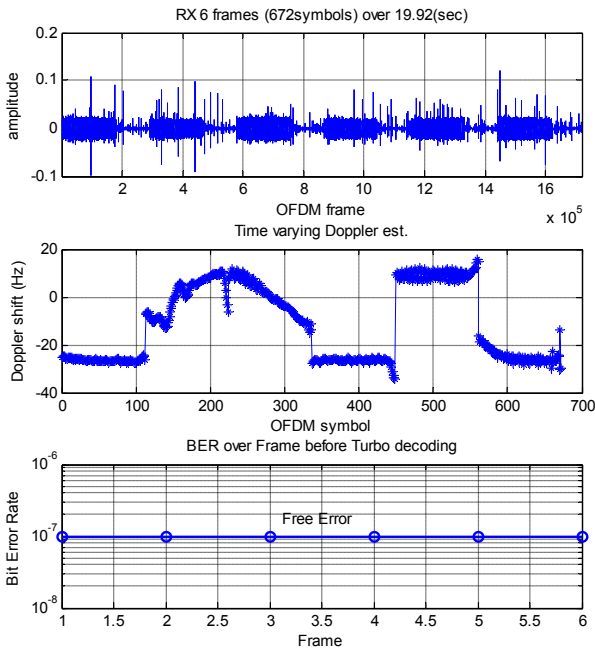 RX 6 frames (672symbols) over 19.92(sec)
0.2
0.1
0
-0.1
amplitude
2 4 6 8 10 12 14 16
OFDM frame
x 10^5
Time varying Doppler est.
20
0
-20
-40
Doppler shift (Hz)
0 100 200 300 400 500 600 700
OFDM symbol
BER over Frame before Turbo decoding
10^-6
10^-7
10^-8
Bit Error Rate
Free Error
1 1.5 2 2.5 3 3.5 4 4.5 5 5.5 6
Frame